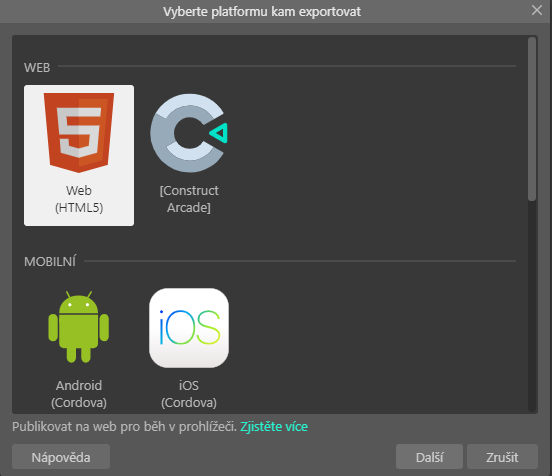 Vyberte platformu kam exportovat
WEB
Web
(HTML5)
[Construct
Arcade]
MOBILNÍ
iOS
Android
(Cordova)
iOS
(Cordova)
Publikovat na web pro běh v prohlížeči. Zjistěte více
Nápověda
Další
Zrušit